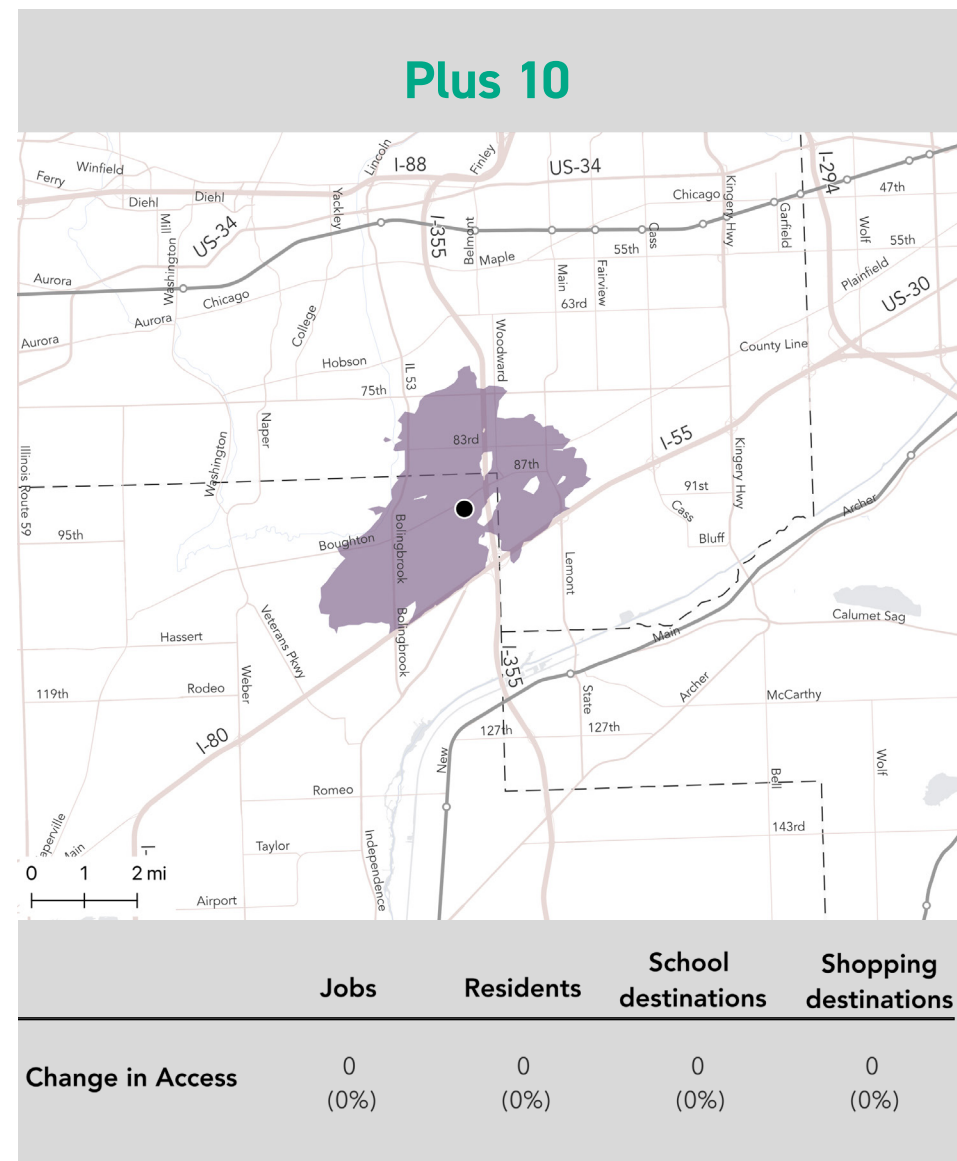 Plus 10
Winfield
Ferry
Diehl
Diehl
Mill
Washington
US-34
Yackley
Lincoln
I-88
Finley
US-34
I-355
Belmont
Maple
Chicago
Kingery Hwy
Cass
55th
Garfield
I-294
47th
Wolf
55th
Plainfield
US-30
Aurora
Chicago
Aurora
Aurora
College
Main
Fairview
63rd
Woodward
Hobson
IL 53
75th
County Line
Naper
Washington
83rd
87th
I-55
Kingery Hwy
91st
Cass
Bluff
Archer
Illinois Route 59
95th
Boughton
Bolingbrook
Bolingbrook
Lemont
Calumet Sag
Main
Hassert
Veterans Pkwy
Weber
Rodeo
119th
I-80
I-355
State
Archer
McCarthy
127th
127th
New
Romeo
Bell
Wolf
143rd
Taylor
Independence
Airport
aperville
ain
I-
0 1 2 mi
Jobs
Residents
School
destinations
Shopping
destinations
Change in Access
0
(0%)
0
(0%)
0
(0%)
0
(0%)